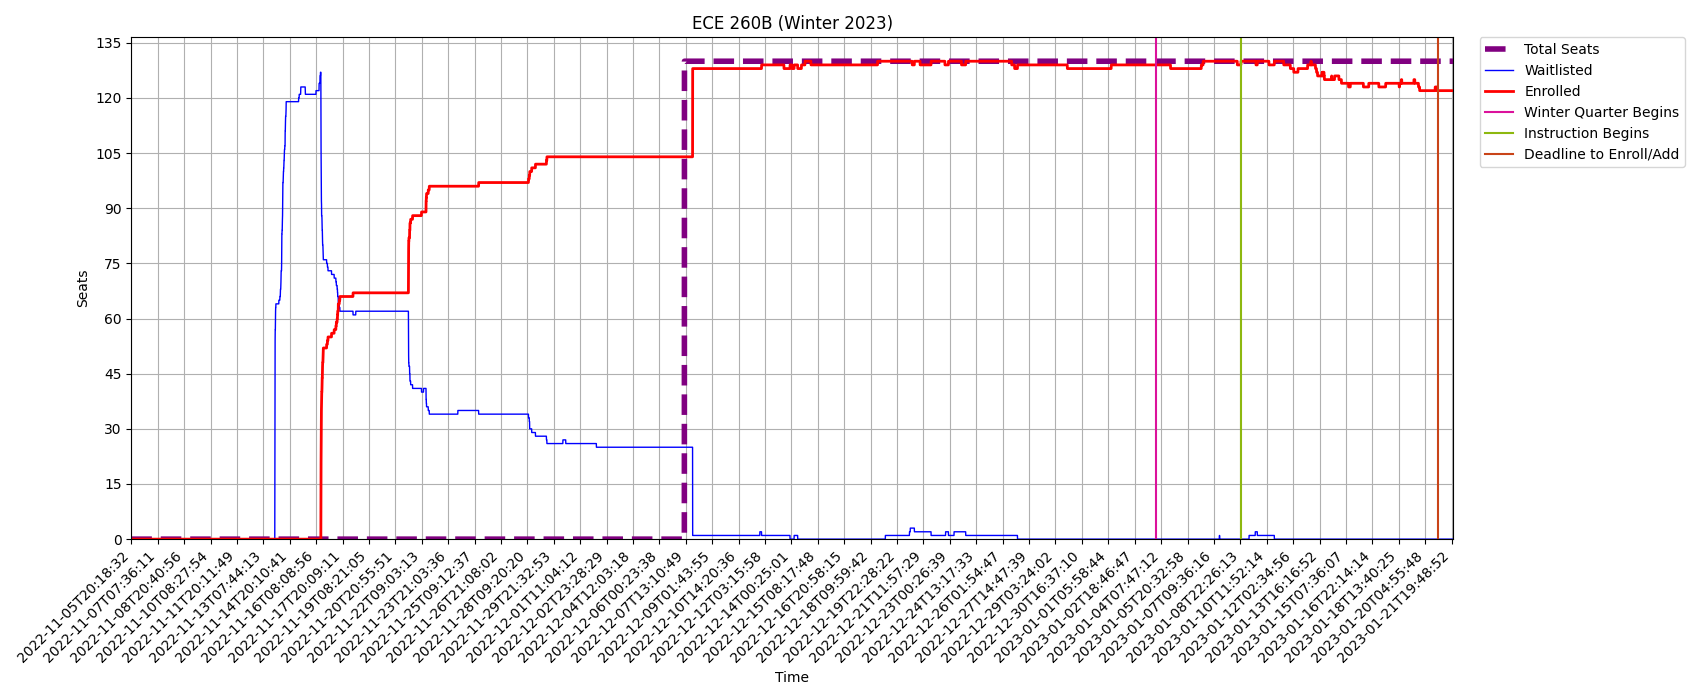 ECE 260B (Winter 2023)
135
120
105
90
75
60
45
30
15
0
Seats
Total Seats
Waitlisted
Enrolled
Winter Quarter Begins
Instruction Begins
Deadline to Enroll/Add
2022-11-05T20:18:32
2022-11-07T07:36:11
2022-11-08T20:40:56
2022-11-10T08:27:54
2022-11-11T20:11:49
2022-11-13T07:44:13
2022-11-14T20:10:41
2022-11-16T08:08:56
2022-11-17T20:09:11
2022-11-19T08:21:05
2022-11-20T20:55:51
2022-11-22T09:03:13
2022-11-23T21:03:36
2022-11-25T09:12:37
2022-11-26T21:08:02
2022-11-28T09:20:20
2022-11-29T21:32:53
2022-12-01T11:04:12
2022-12-02T23:28:29
2022-12-04T12:03:18
2022-12-06T00:23:38
2022-12-07T13:10:49
2022-12-09T01:43:55
2022-12-10T14:20:36
2022-12-12T03:15:58
2022-12-14T00:25:01
2022-12-15T08:17:48
2022-12-16T20:58:15
2022-12-18T09:59:42
2022-12-19T22:28:22
2022-12-21T11:57:29
2022-12-23T00:26:39
2022-12-24T13:17:33
2022-12-26T01:54:47
2022-12-27T14:47:39
2022-12-29T03:24:02
2022-12-30T16:37:10
2023-01-01T05:58:44
2023-01-02T18:46:47
2023-01-04T07:47:12
2023-01-05T20:32:58
2023-01-07T09:36:16
2023-01-08T22:26:13
2023-01-10T11:52:14
2023-01-12T02:34:56
2023-01-13T16:16:52
2023-01-15T07:36:07
2023-01-16T22:14:14
2023-01-18T13:40:25
2023-01-20T04:55:48
2023-01-21T19:48:52
Time